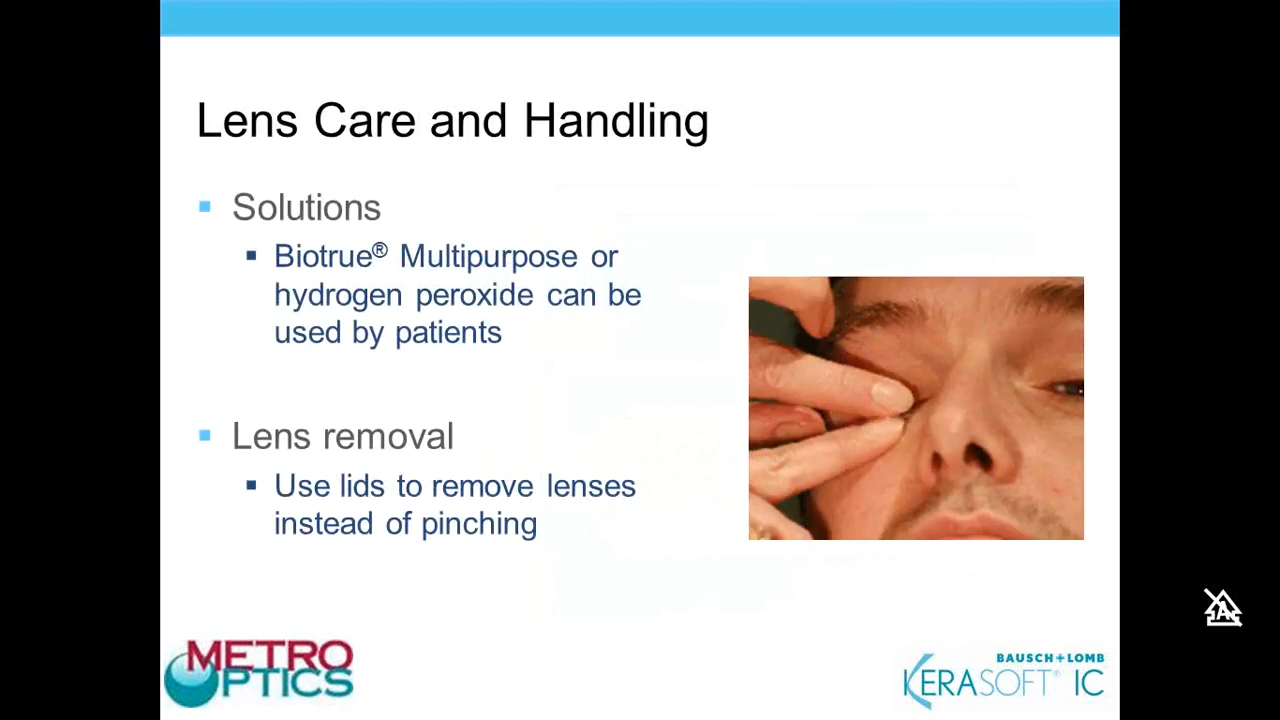 Lens Care and Handling
Solutions
Biotrue® Multipurpose or
hydrogen peroxide can be
used by patients
Lens removal
Use lids to remove lenses
instead of pinching
METRO
OPTICS
BAUSCH+LOMB
KERASOFT® IC
A